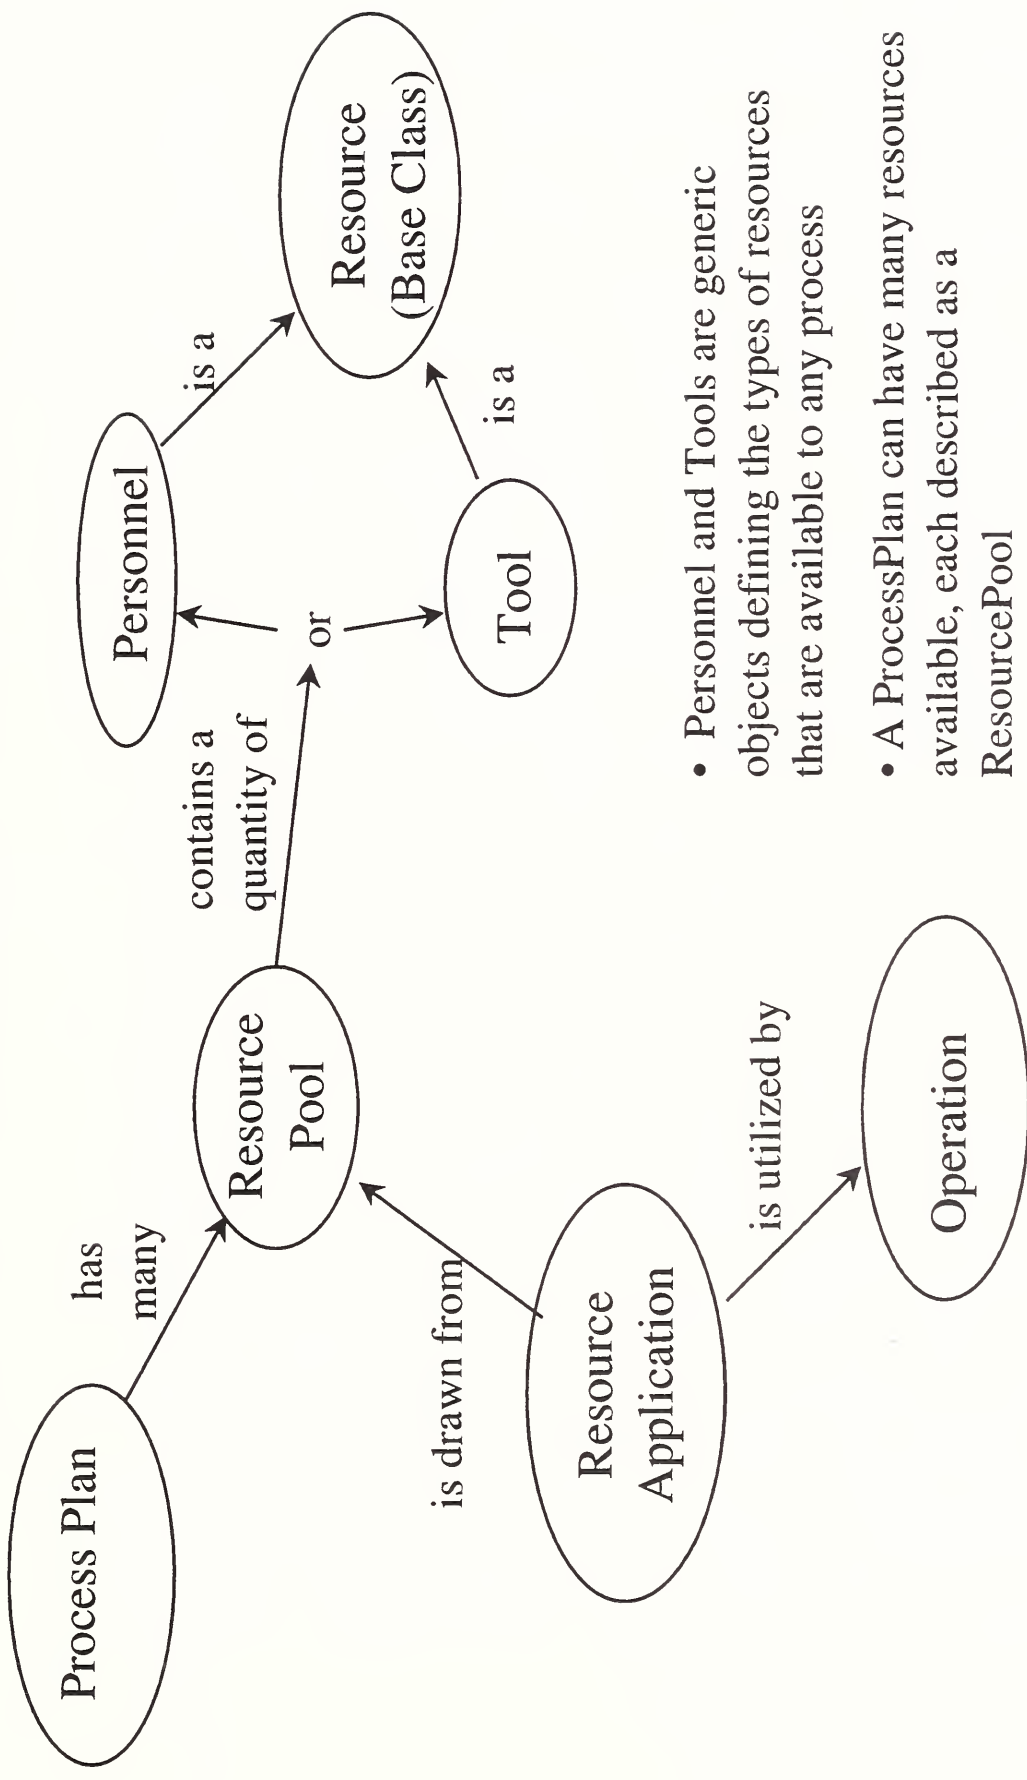 Process Plan
has
many
Resource
Pool
contains a
quantity of
or
Personnel
is a
Tool
is a
Resource
(Base Class)
is drawn from
Resource
Application
is utilized by
Operation
• Personnel and Tools are generic
objects defining the types of resources
that are available to any process
• A ProcessPlan can have many resources
available, each described as a
ResourcePool